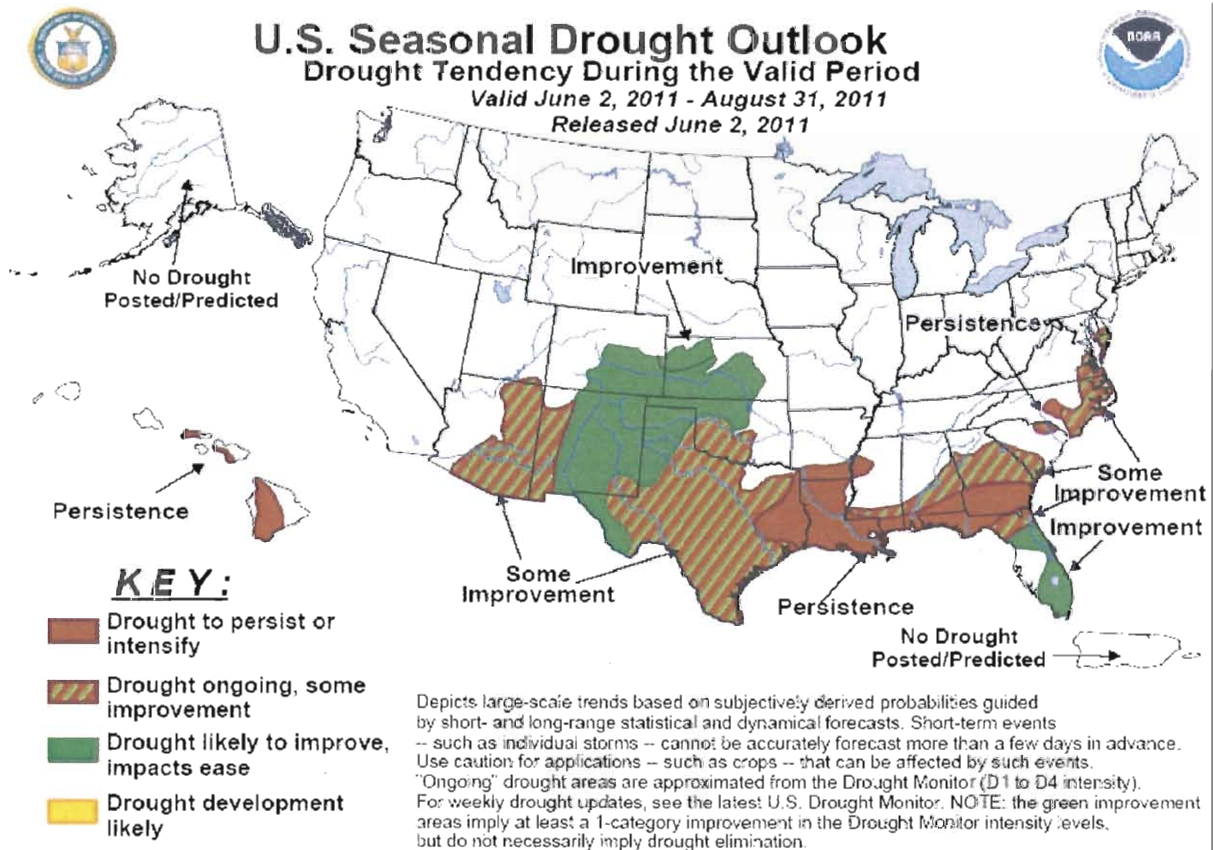 U.S. Seasonal Drought Outlook
Drought Tendency During the Valid Period
Valid June 2, 2011 - August 31, 2011
Released June 2, 2011
NOAA
No Drought
Posted/Predicted
Improvement
Persistence
Persistence
Some
Improvement
Improvement
Some
Improvement
Persistence
No Drought
Posted/Predicted
KEY:
Drought to persist or
intensify
Drought ongoing, some
improvement
Drought likely to improve,
impacts ease
Drought development
likely
Depicts large-scale trends based on subjectively derived probabilities guided
by short- and long-range statistical and dynamical forecasts. Short-term events
-- such as individual storms -- cannot be accurately forecast more than a few days in advance.
Use caution for applications -- such as crops -- that can be affected by such events.
"Ongoing" drought areas are approximated from the Drought Monitor (D1 to D4 intensity).
For weekly drought updates, see the latest U.S. Drought Monitor. NOTE: the green improvement
areas imply at least a 1-category improvement in the Drought Monitor intensity levels,
but do not necessarily imply drought elimination.